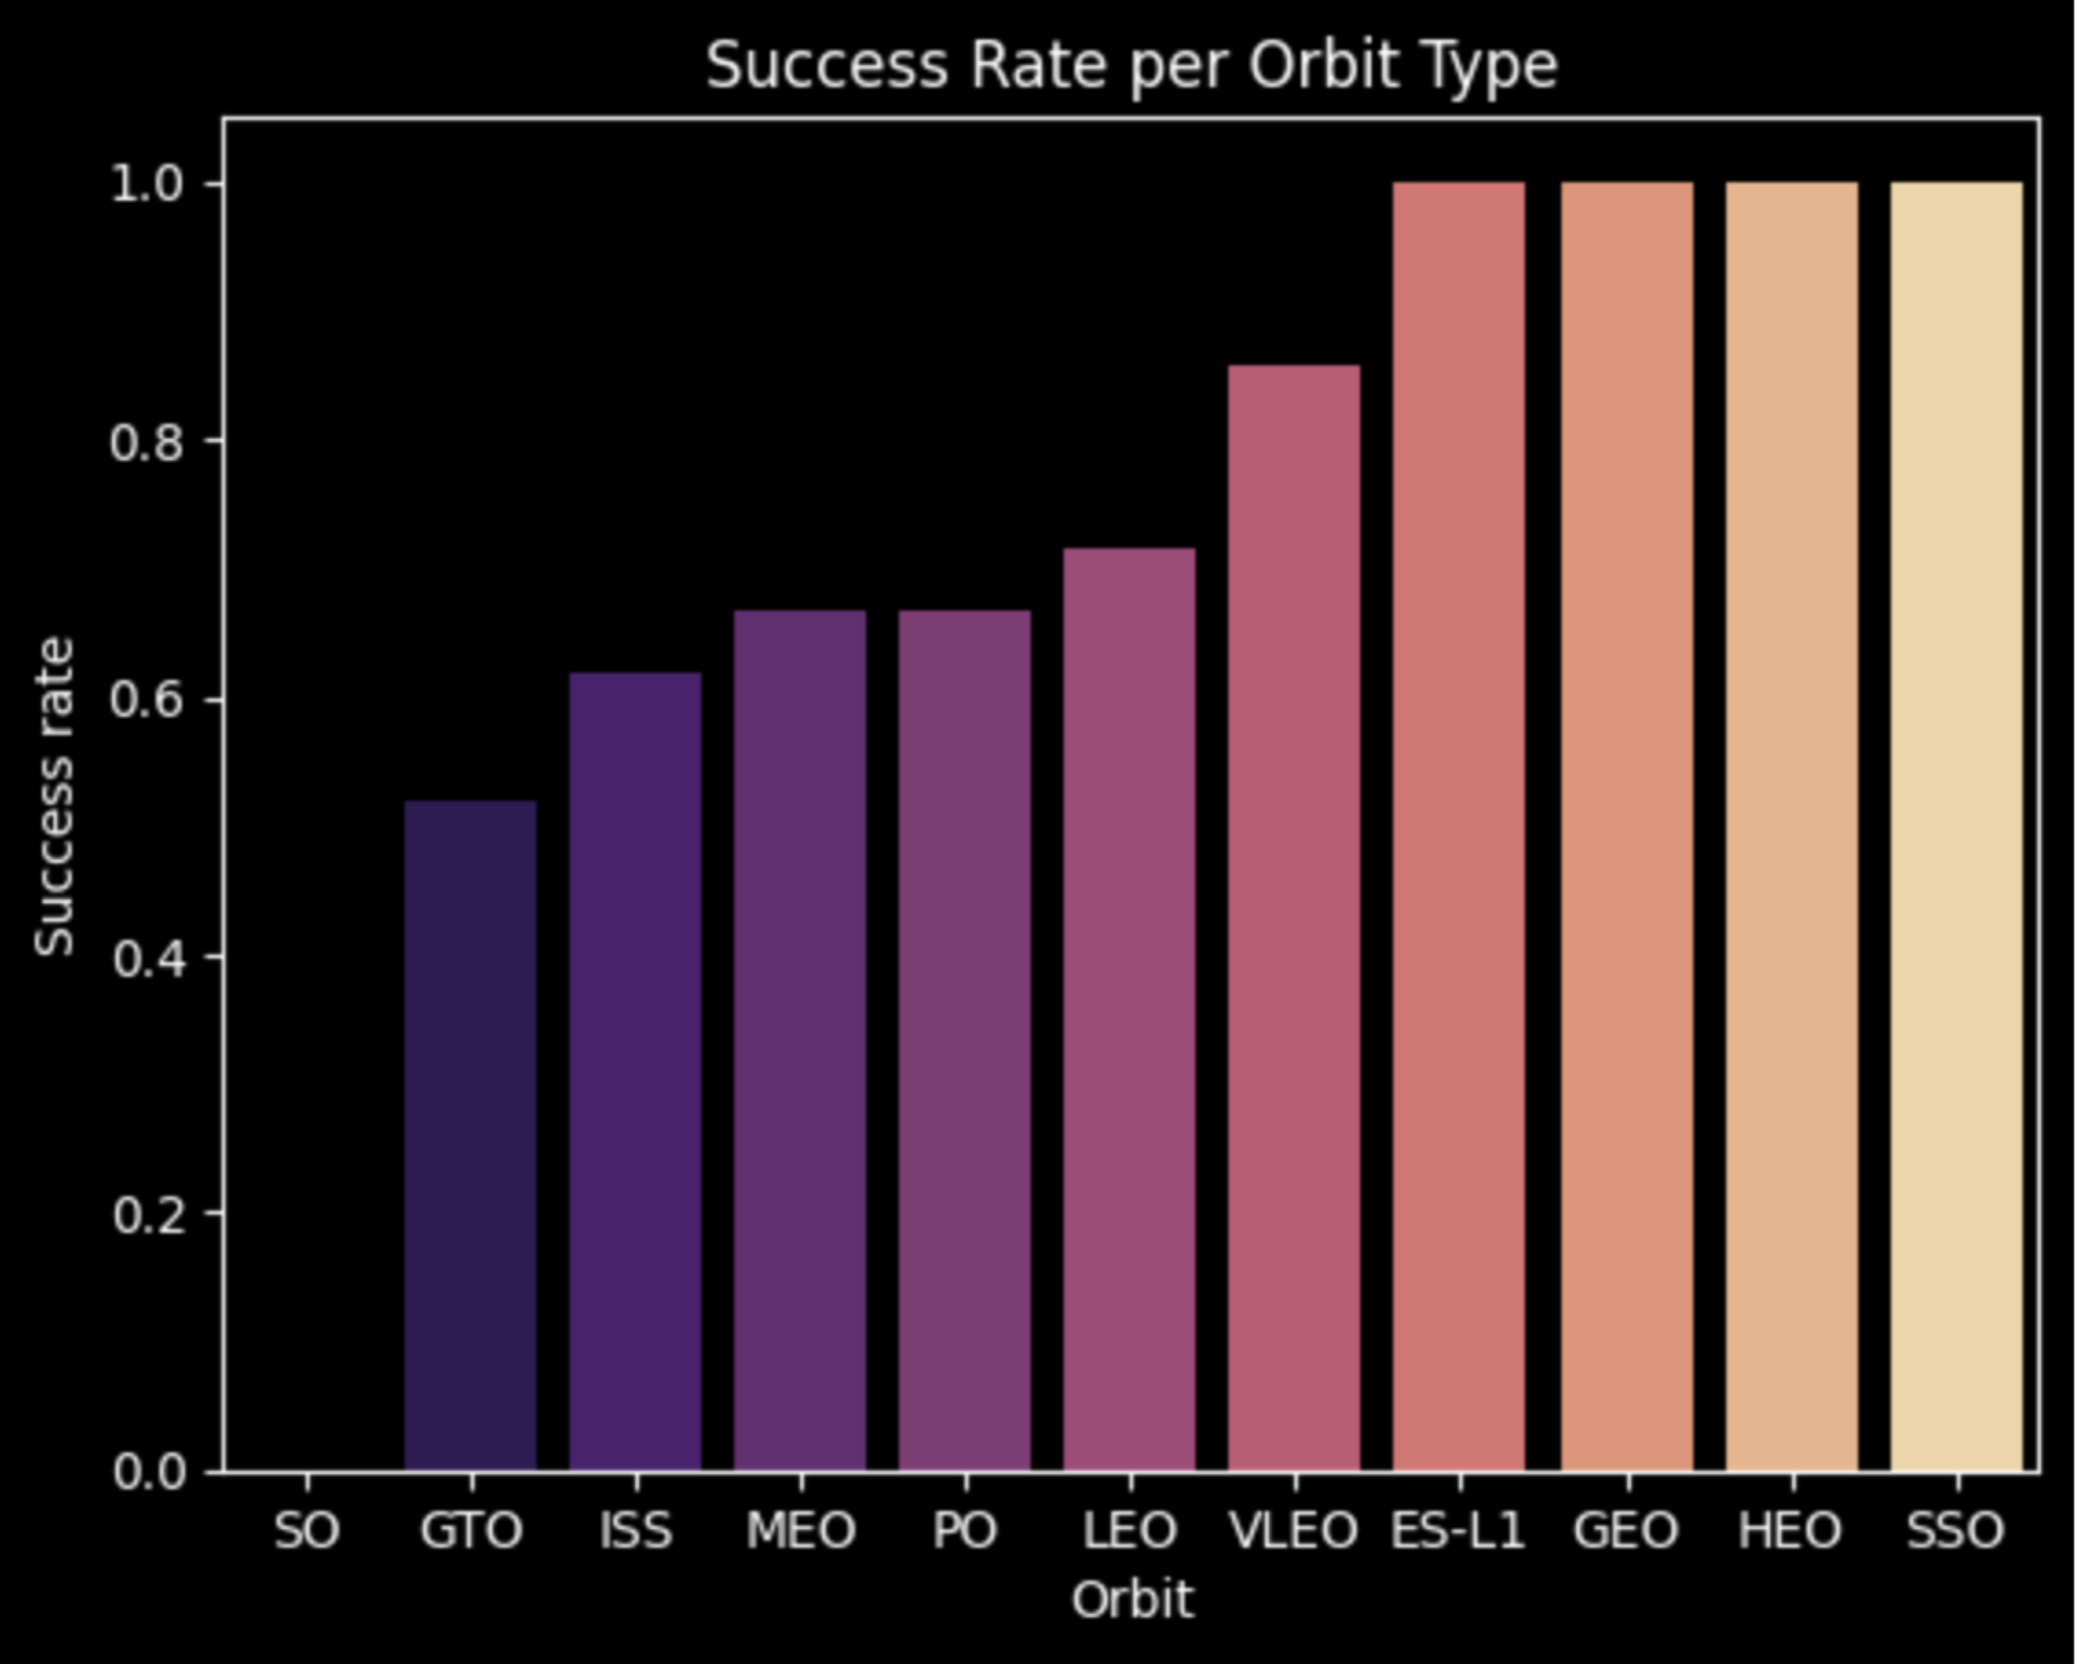 Success Rate per Orbit Type
1.0
0.8
0.6
0.4
0.2
0.0
Success rate
SO GTO ISS MEO PO LEO VLEO ES-L1 GEO HEO SSO
Orbit